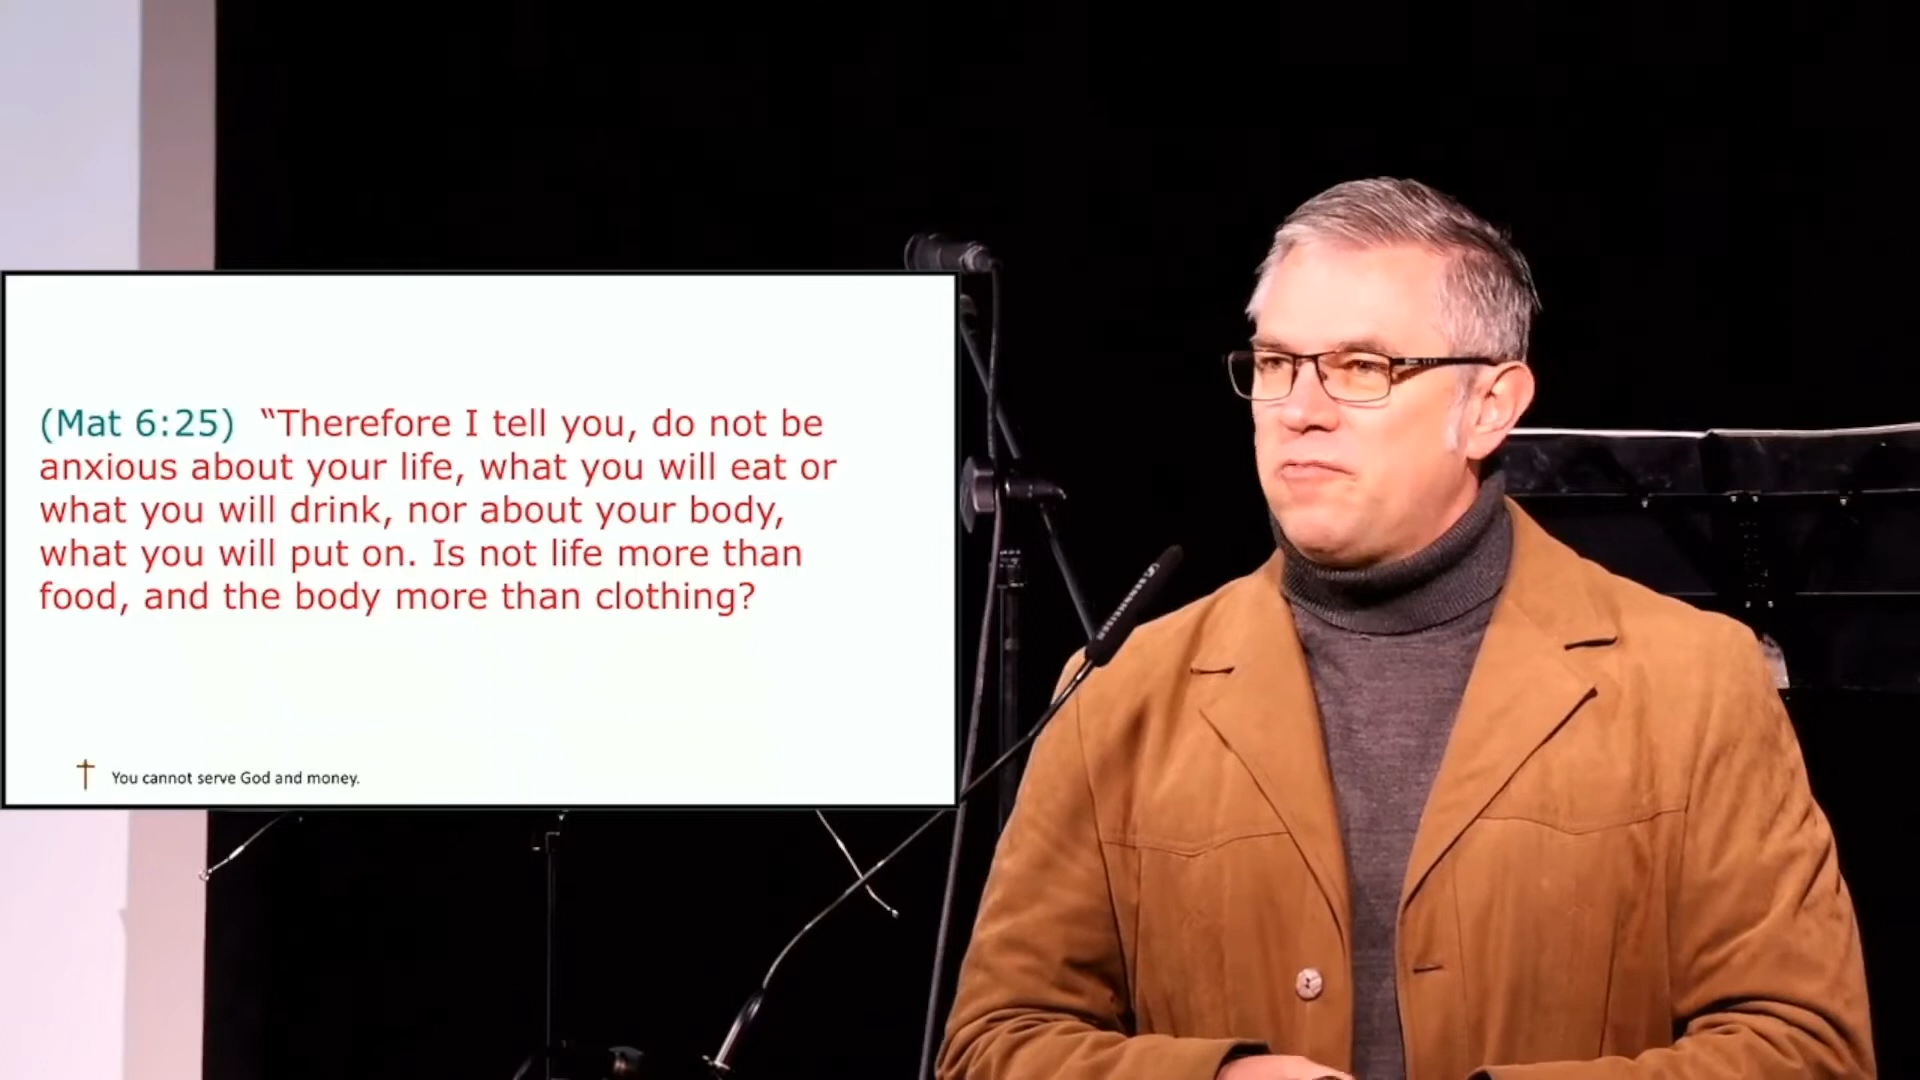 (Mat 6:25) “Therefore I tell you, do not be
anxious about your life, what you will eat or
what you will drink, nor about your body,
what you will put on. Is not life more than
food, and the body more than clothing?
You cannot serve God and money.
SENNHEISER